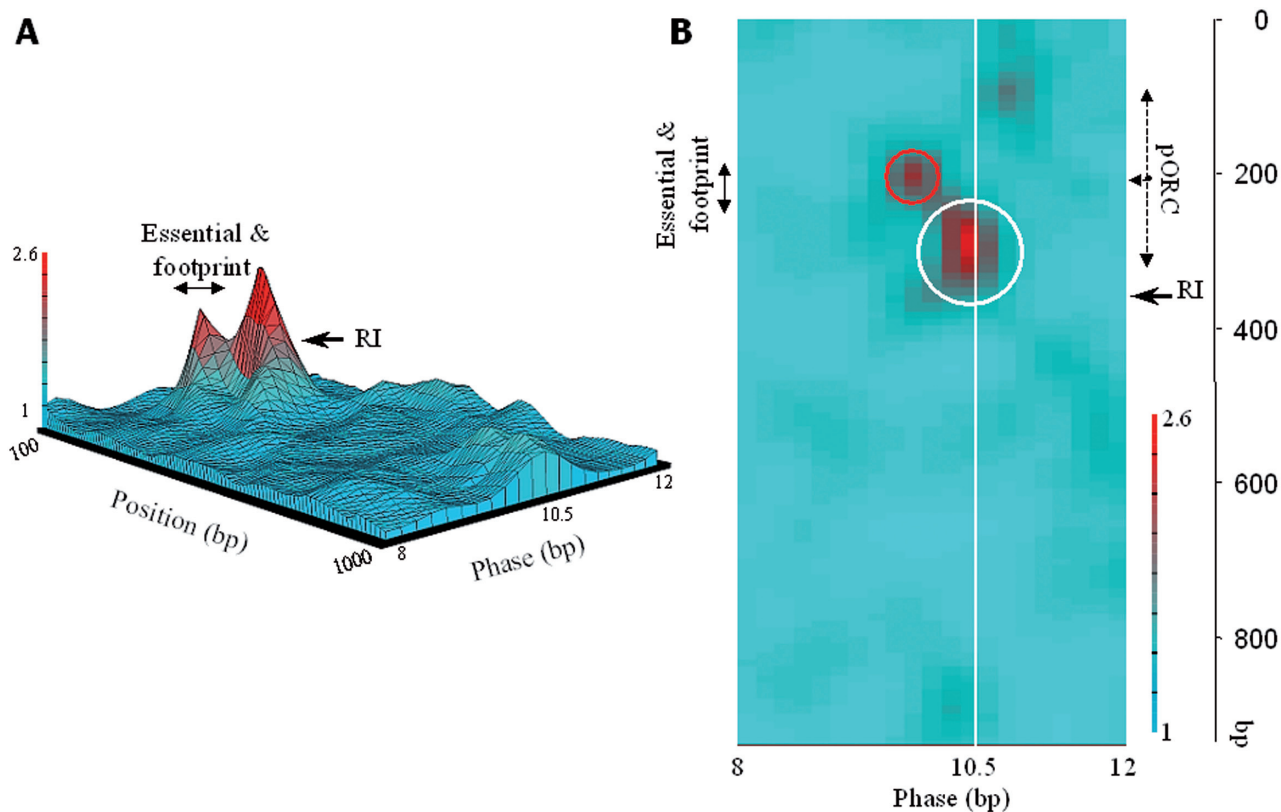 A
Essential &
footprint
2.6
RI
1
100
Position (bp)
1000
8
10.5
12
Phase (bp)
B
Essential &
footprint
0
200
400
600
800
bp
pORC
RI
2.6
1
8
10.5
12
Phase (bp)